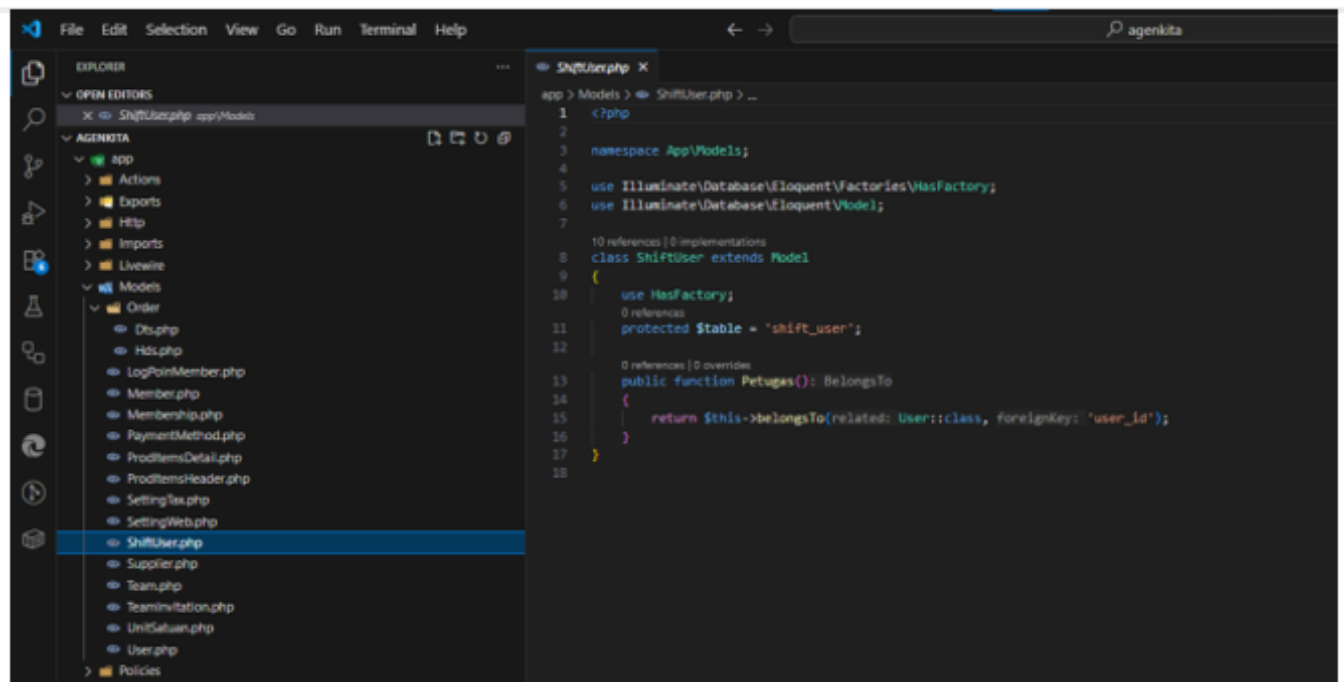 File Edit Selection View Go Run Terminal Help
agenkita
EXPLORER
OPEN EDITORS
ShiftUser.php app\Models
AGENKITA
app
Actions
Exports
Http
Imports
Livewire
Models
Order
Dts.php
Hds.php
LogPoinMember.php
Member.php
Membership.php
PaymentMethod.php
ProdItemsDetail.php
ProdItemsHeader.php
SettingTax.php
SettingWeb.php
ShiftUser.php
Supplier.php
Team.php
TeamInvitation.php
UnitSatuan.php
User.php
Policies
ShiftUser.php
app > Models > ShiftUser.php > ...
1 <?php
2
3 namespace App\Models;
4
5 use Illuminate\Database\Eloquent\Factories\HasFactory;
6 use Illuminate\Database\Eloquent\Model;
7
10 references | 0 implementations
8 class ShiftUser extends Model
9 {
10 use HasFactory;
0 references
11 protected $table = 'shift_user';
12
0 references | 0 overrides
13 public function Petugas(): BelongsTo
14 {
15 return $this->belongsTo(related: User::class, foreignKey: 'user_id');
16 }
17 }
18